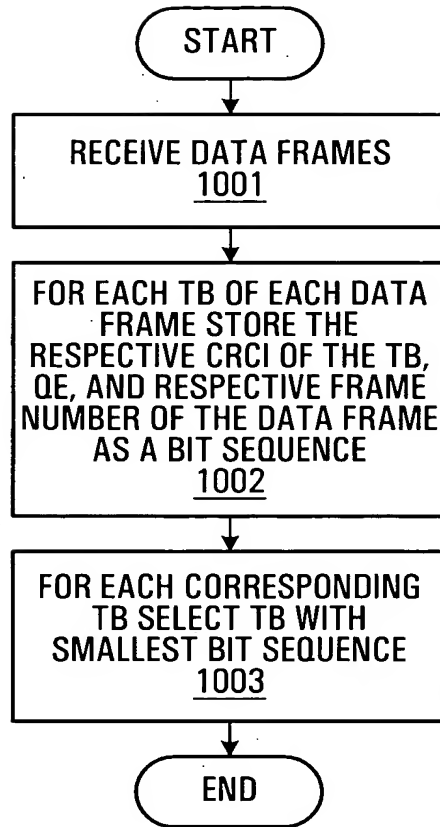 START
RECEIVE DATA FRAMES
1001
FOR EACH TB OF EACH DATA
FRAME STORE THE
RESPECTIVE CRCI OF THE TB,
QE, AND RESPECTIVE FRAME
NUMBER OF THE DATA FRAME
AS A BIT SEQUENCE
1002
FOR EACH CORRESPONDING
TB SELECT TB WITH
SMALLEST BIT SEQUENCE
1003
END